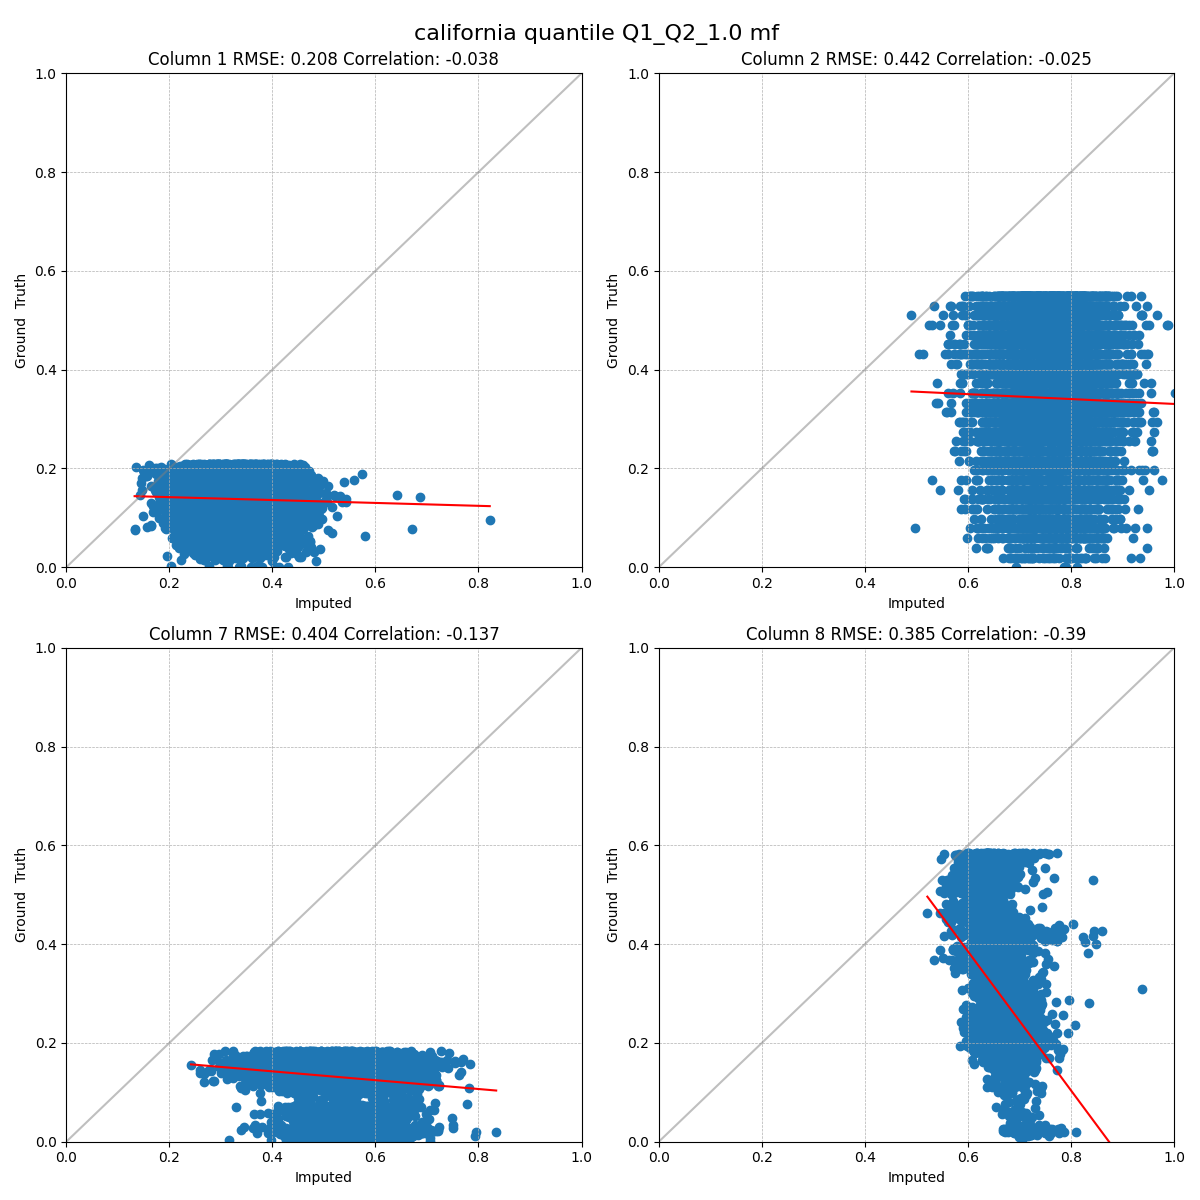 california quantile Q1_Q2_1.0 mf
Column 1 RMSE: 0.208 Correlation: -0.038
1.0
0.8
0.6
0.4
0.2
0.0
Ground Truth
0.0 0.2 0.4 0.6 0.8 1.0
Imputed
Column 2 RMSE: 0.442 Correlation: -0.025
1.0
0.8
0.6
0.4
0.2
0.0
Ground Truth
0.0 0.2 0.4 0.6 0.8 1.0
Imputed
Column 7 RMSE: 0.404 Correlation: -0.137
1.0
0.8
0.6
0.4
0.2
0.0
Ground Truth
0.0 0.2 0.4 0.6 0.8 1.0
Imputed
Column 8 RMSE: 0.385 Correlation: -0.39
1.0
0.8
0.6
0.4
0.2
0.0
Ground Truth
0.0 0.2 0.4 0.6 0.8 1.0
Imputed